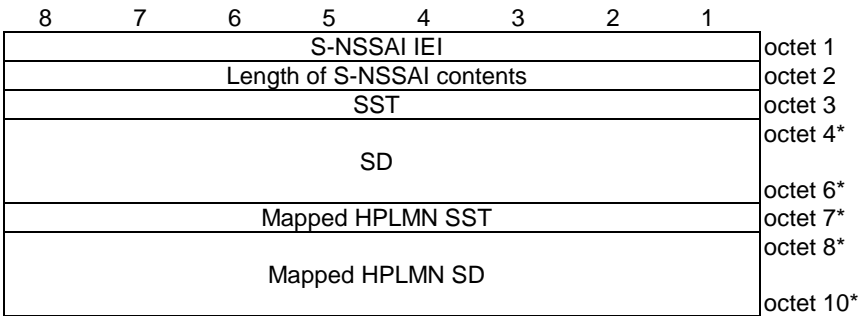 8 7 6 5 4 3 2 1
S-NSSAI IEI octet 1
Length of S-NSSAI contents octet 2
SST octet 3
octet 4*
SD
octet 6*
Mapped HPLMN SST octet 7*
octet 8*
Mapped HPLMN SD
octet 10*